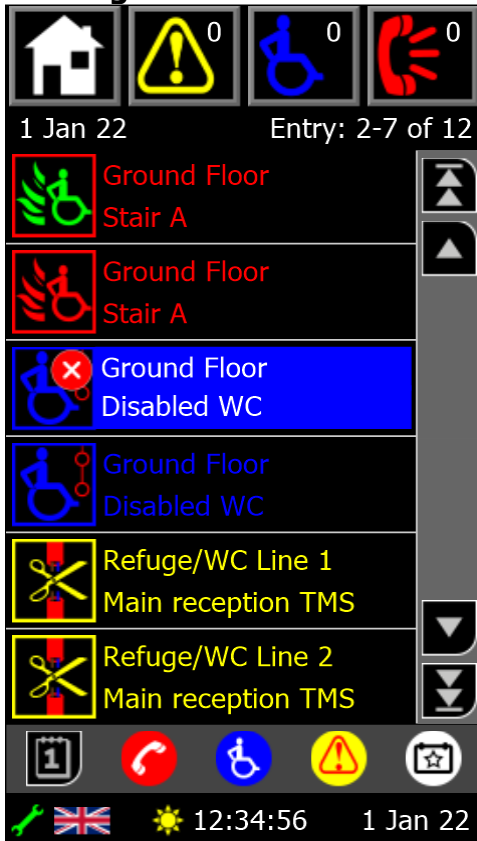 0
0
0
1 Jan 22
Entry: 2-7 of 12
Ground Floor
Stair A
Ground Floor
Stair A
Ground Floor
Disabled WC
Ground Floor
Disabled WC
Refuge/WC Line 1
Main reception TMS
Refuge/WC Line 2
Main reception TMS
1
12:34:56
1 Jan 22